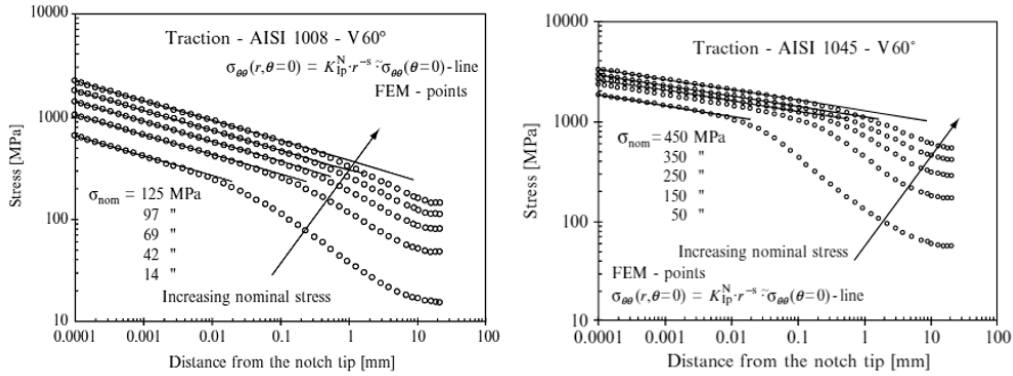 10000
1000
100
10
Stress [MPa]
Traction - AISI 1008 - V60°
σθθ(r,θ=0) = K^N_Ip·r^−s·σ̃θθ(θ=0) - line
FEM - points
σnom = 125 MPa
97 "
69 "
42 "
14 "
Increasing nominal stress
0.0001 0.001 0.01 0.1 1 10 100
Distance from the notch tip [mm]
10000
1000
100
10
Stress [MPa]
Traction - AISI 1045 - V60°
σnom = 450 MPa
350 "
250 "
150 "
50 "
Increasing nominal stress
FEM - points
σθθ(r,θ=0) = K^N_Ip·r^−s·σ̃θθ(θ=0) - line
0.0001 0.001 0.01 0.1 1 10 100
Distance from the notch tip [mm]